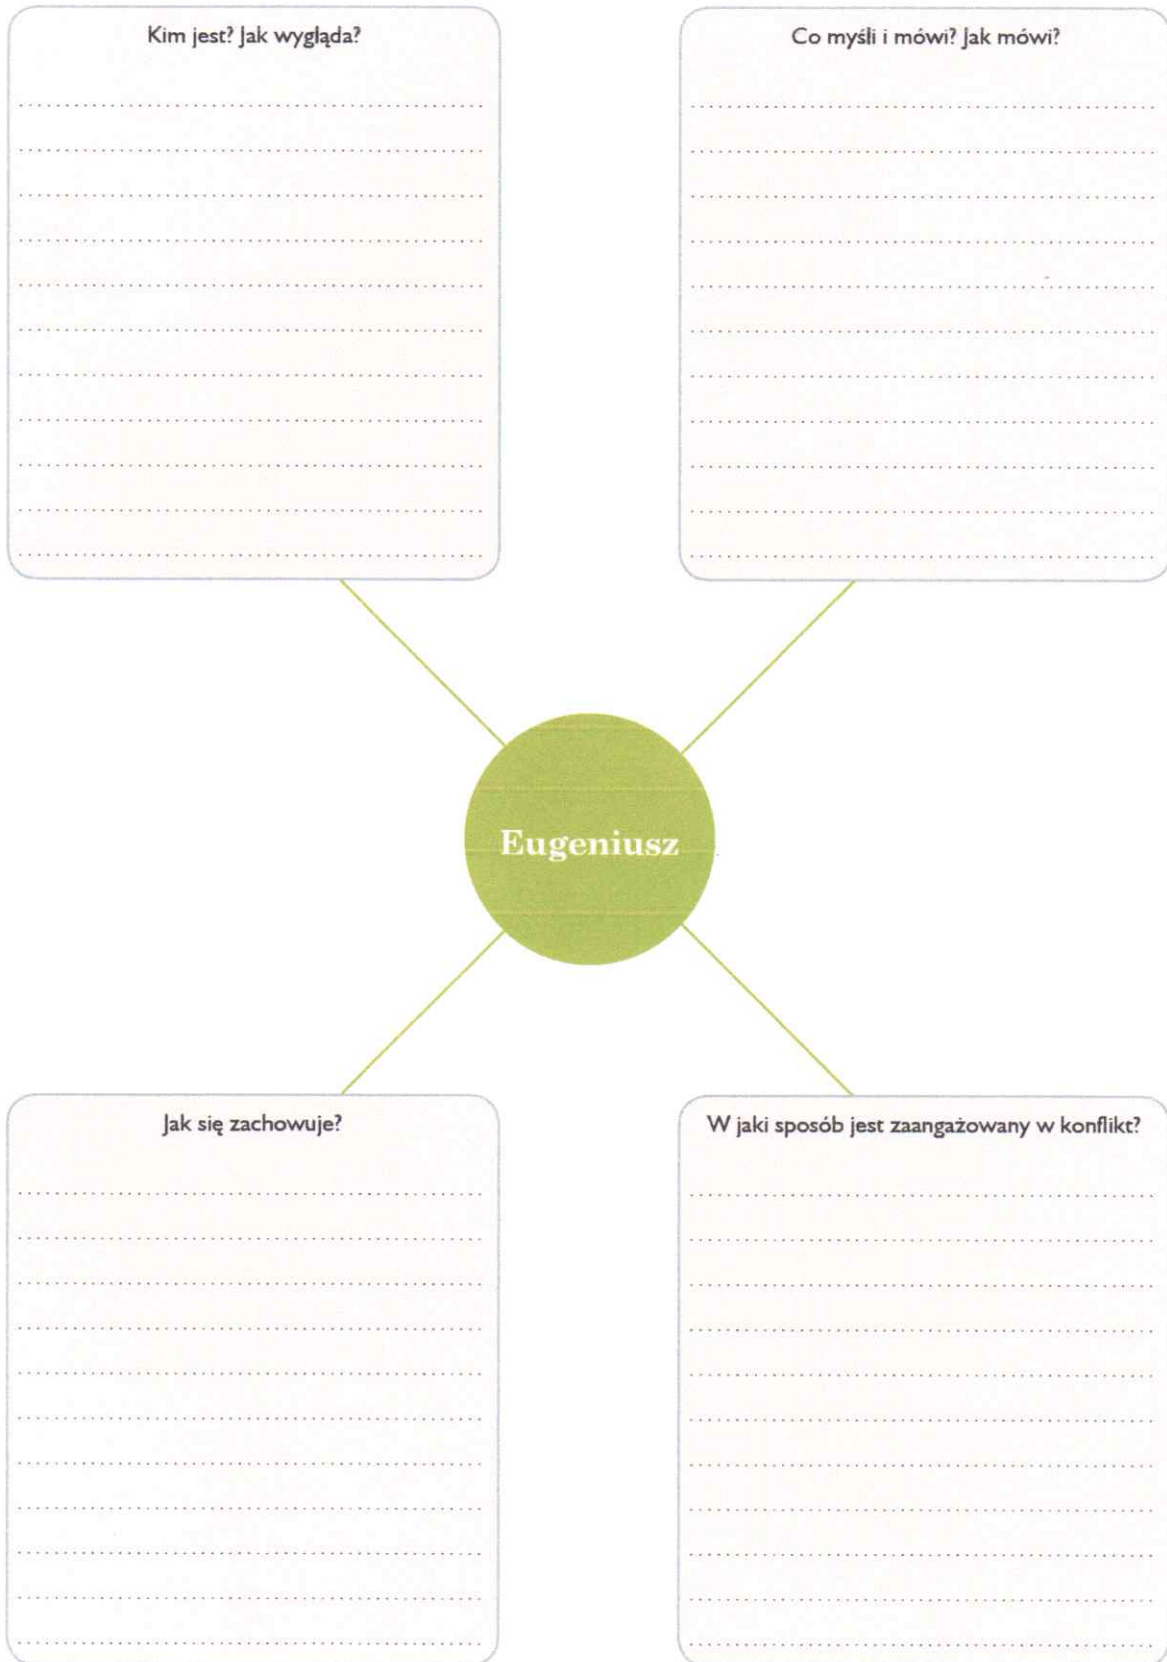 Kim jest? Jak wygląda?
Co myśli i mówi? Jak mówi?
Eugeniusz
Jak się zachowuje?
W jaki sposób jest zaangażowany w konflikt?